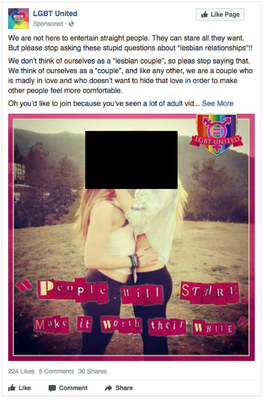 LGBT United
Sponsored ·
Like Page
We are not here to entertain straight people. They can stare all they want.
But please stop asking these stupid questions about "lesbian relationships"!!
We don't think of ourselves as a "lesbian couple", so pleas stop saying that.
We think of ourselves as a "couple", and like any other, we are a couple who
is madly in love and who doesn't want to hide that love in order to make
other people feel more comfortable.
Oh you'd like to join because you've seen a lot of adult vid... See More
LGBT UNITED
"People will STARE.
Make it worth their WHILE"
224 Likes 5 Comments 30 Shares
Like Comment Share